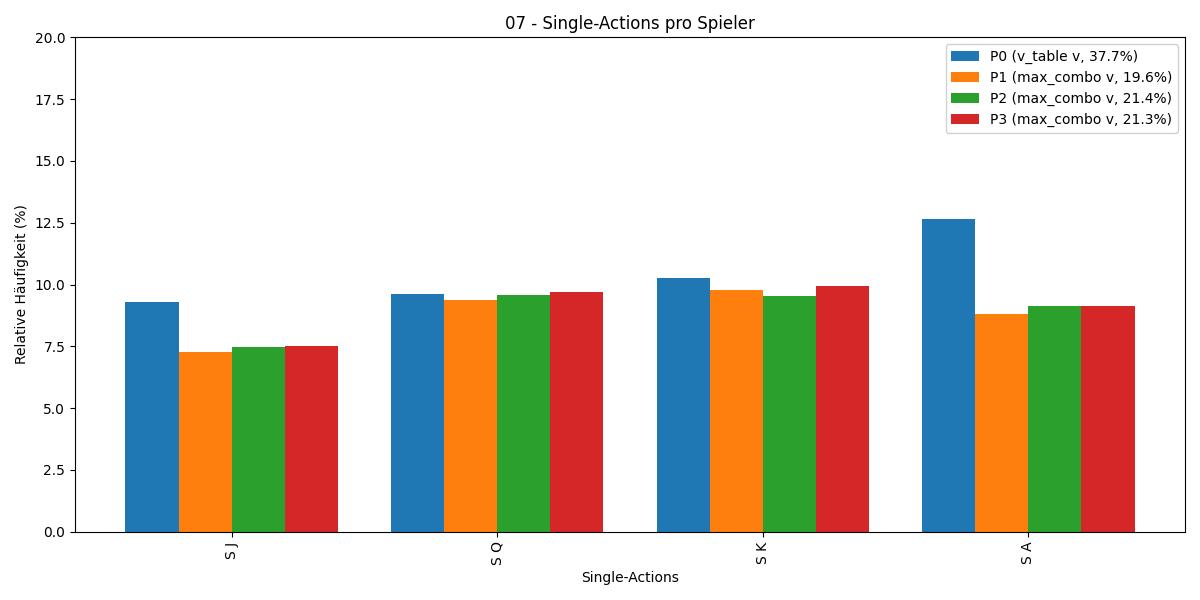 07 - Single-Actions pro Spieler
P0 (v_table v, 37.7%)
P1 (max_combo v, 19.6%)
P2 (max_combo v, 21.4%)
P3 (max_combo v, 21.3%)
Relative Häufigkeit (%)
20.0
17.5
15.0
12.5
10.0
7.5
5.0
2.5
0.0
S J
S Q
S K
S A
Single-Actions